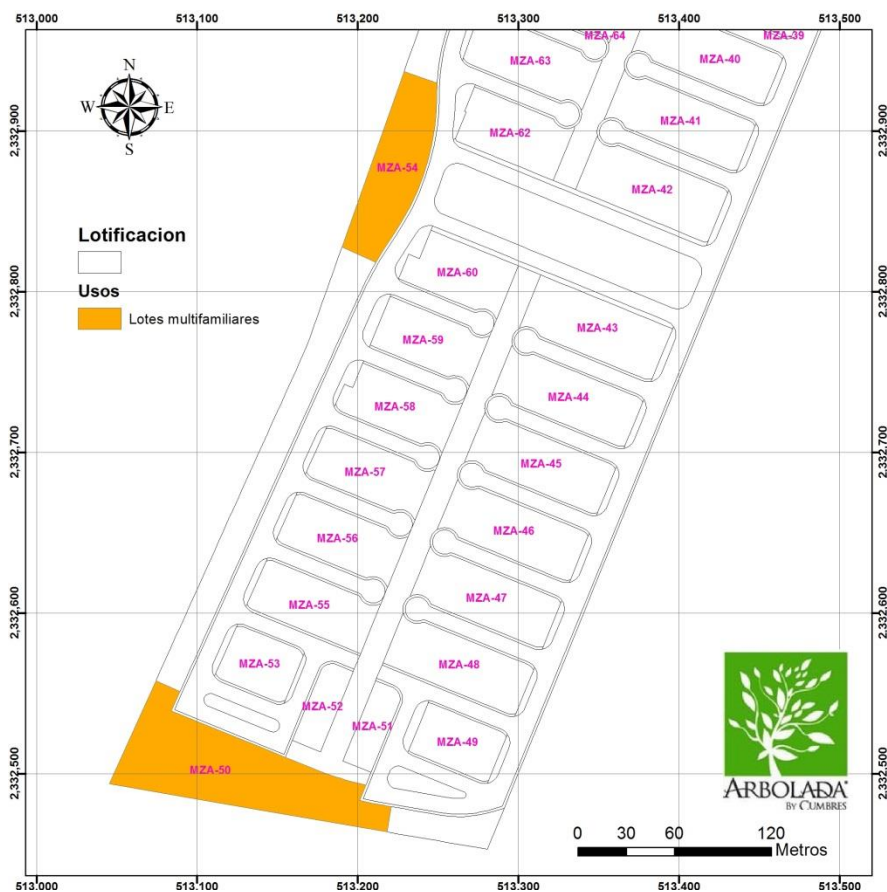 513,000 513,100 513,200 513,300 513,400 513,500
MZA-64 MZA-39
MZA-63 MZA-40
N
W E
S
2,332,900 2,332,900
MZA-62 MZA-41
MZA-54 MZA-42
Lotificacion
Usos
Lotes multifamiliares
2,332,800 2,332,800
MZA-60
MZA-43
MZA-59
MZA-44
MZA-58
2,332,700 2,332,700
MZA-57 MZA-45
MZA-56 MZA-46
MZA-55 MZA-47
2,332,600 2,332,600
MZA-53 MZA-48
MZA-52 MZA-51 MZA-49
MZA-50
2,332,500 2,332,500
ARBOLADA
BY CUMBRES
0 30 60 120
Metros
513,000 513,100 513,200 513,300 513,400 513,500